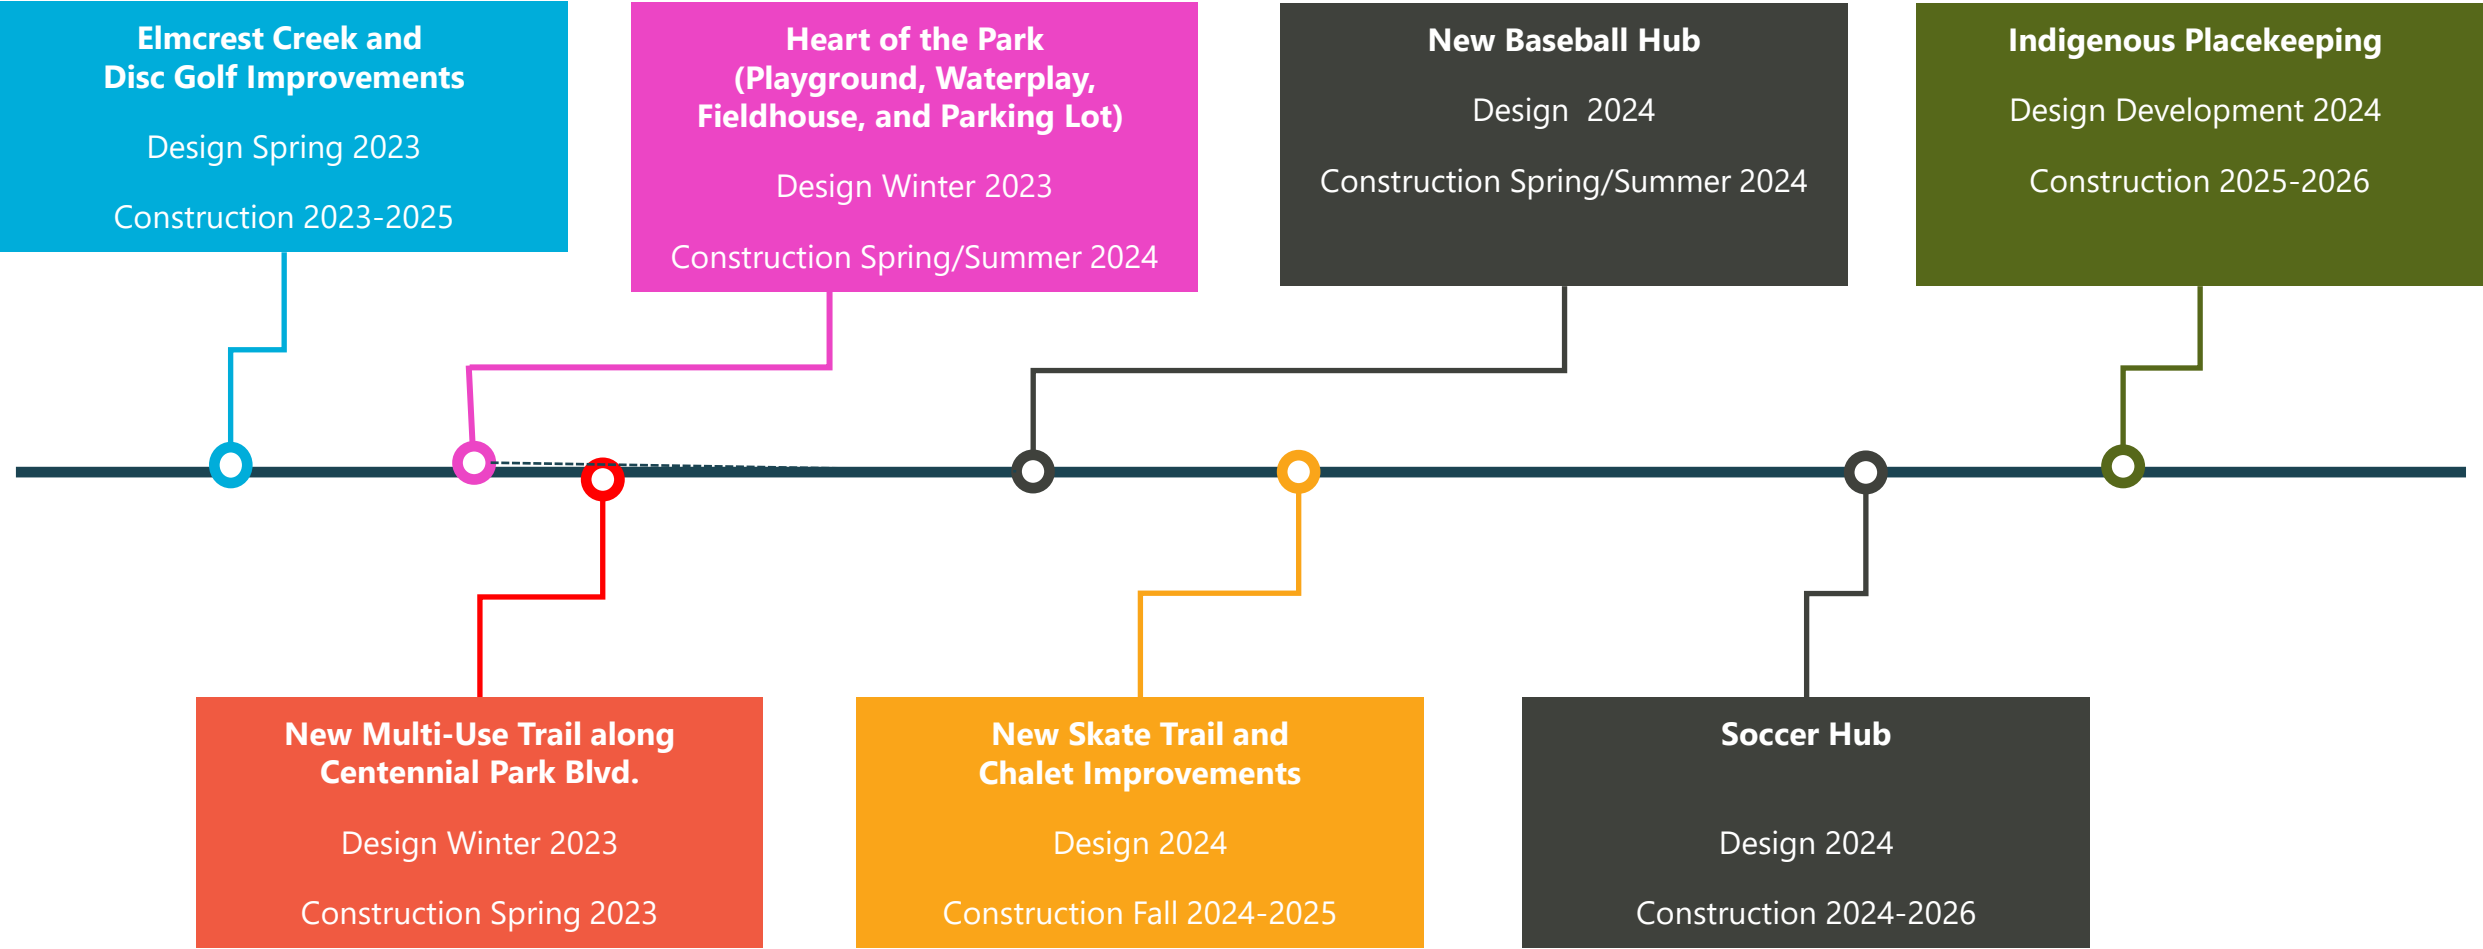 Elmcrest Creek and
Disc Golf Improvements
Design Spring 2023
Construction 2023-2025
Heart of the Park
(Playground, Waterplay,
Fieldhouse, and Parking Lot)
Design Winter 2023
Construction Spring/Summer 2024
New Baseball Hub
Design  2024
Construction Spring/Summer 2024
Indigenous Placekeeping
Design Development 2024
Construction 2025-2026
New Multi-Use Trail along
Centennial Park Blvd.
Design Winter 2023
Construction Spring 2023
New Skate Trail and
Chalet Improvements
Design 2024
Construction Fall 2024-2025
Soccer Hub
Design 2024
Construction 2024-2026